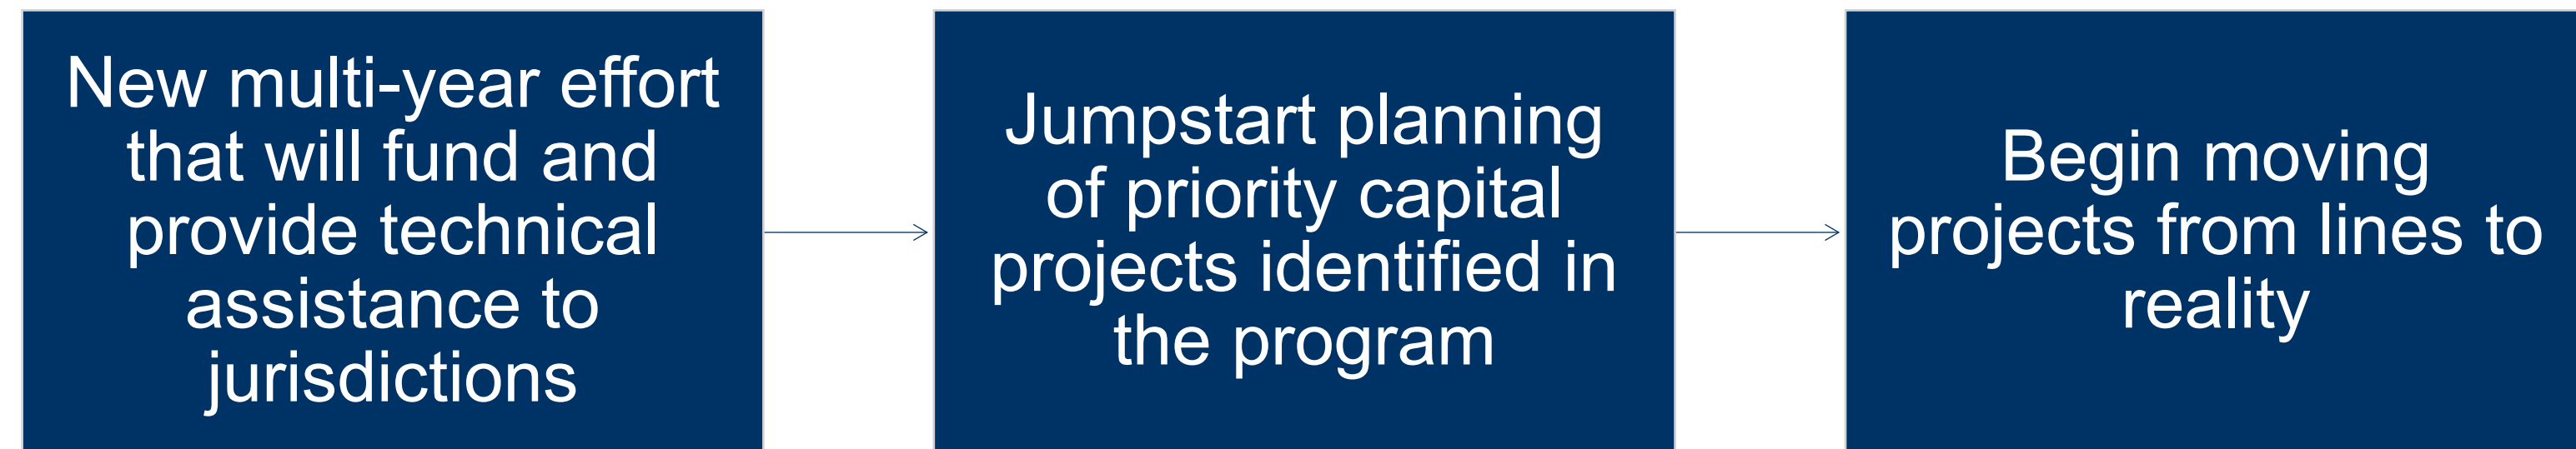 New multi-year effort
that will fund and
provide technical
assistance to
jurisdictions
Jumpstart planning
of priority capital
projects identified in
the program
Begin moving
projects from lines to
reality